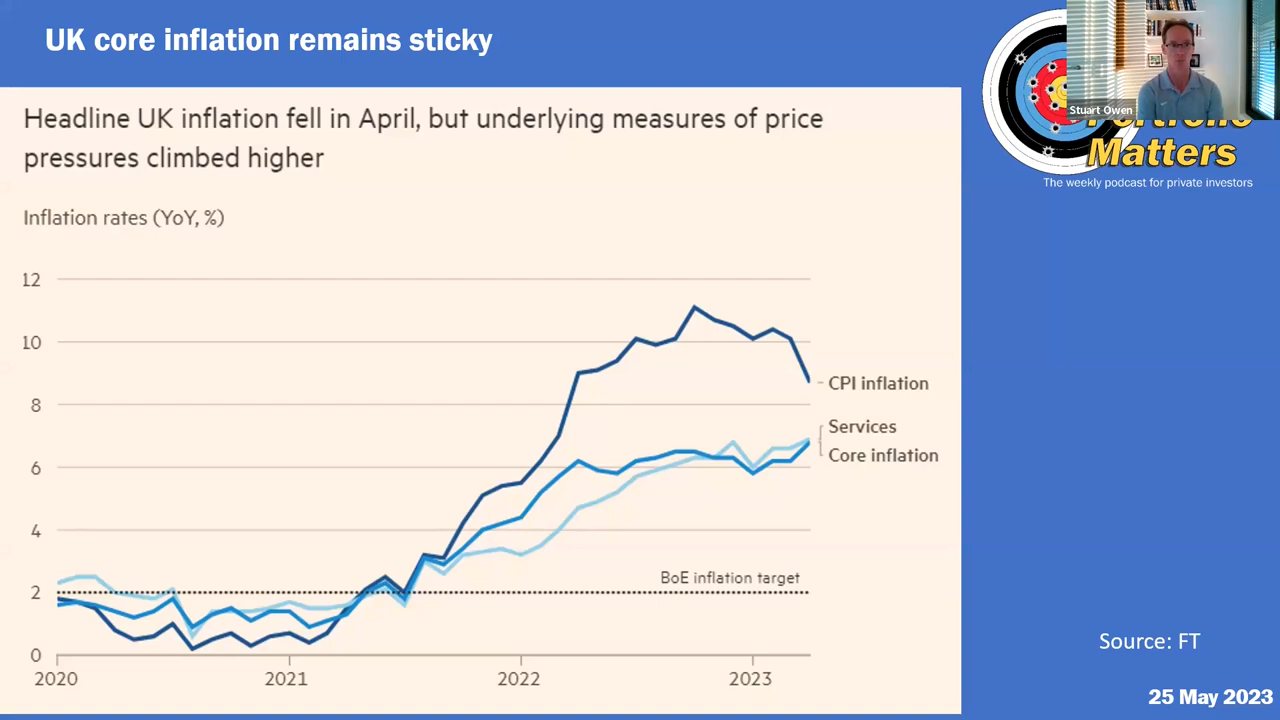 UK core inflation remains sticky
Stuart Owen
Portfolio
Matters
The weekly podcast for private investors
Headline UK inflation fell in April, but underlying measures of price
pressures climbed higher
Inflation rates (YoY, %)
12
10
8
6
4
2
0
CPI inflation
Services
Core inflation
BoE inflation target
2020
2021
2022
2023
Source: FT
25 May 2023